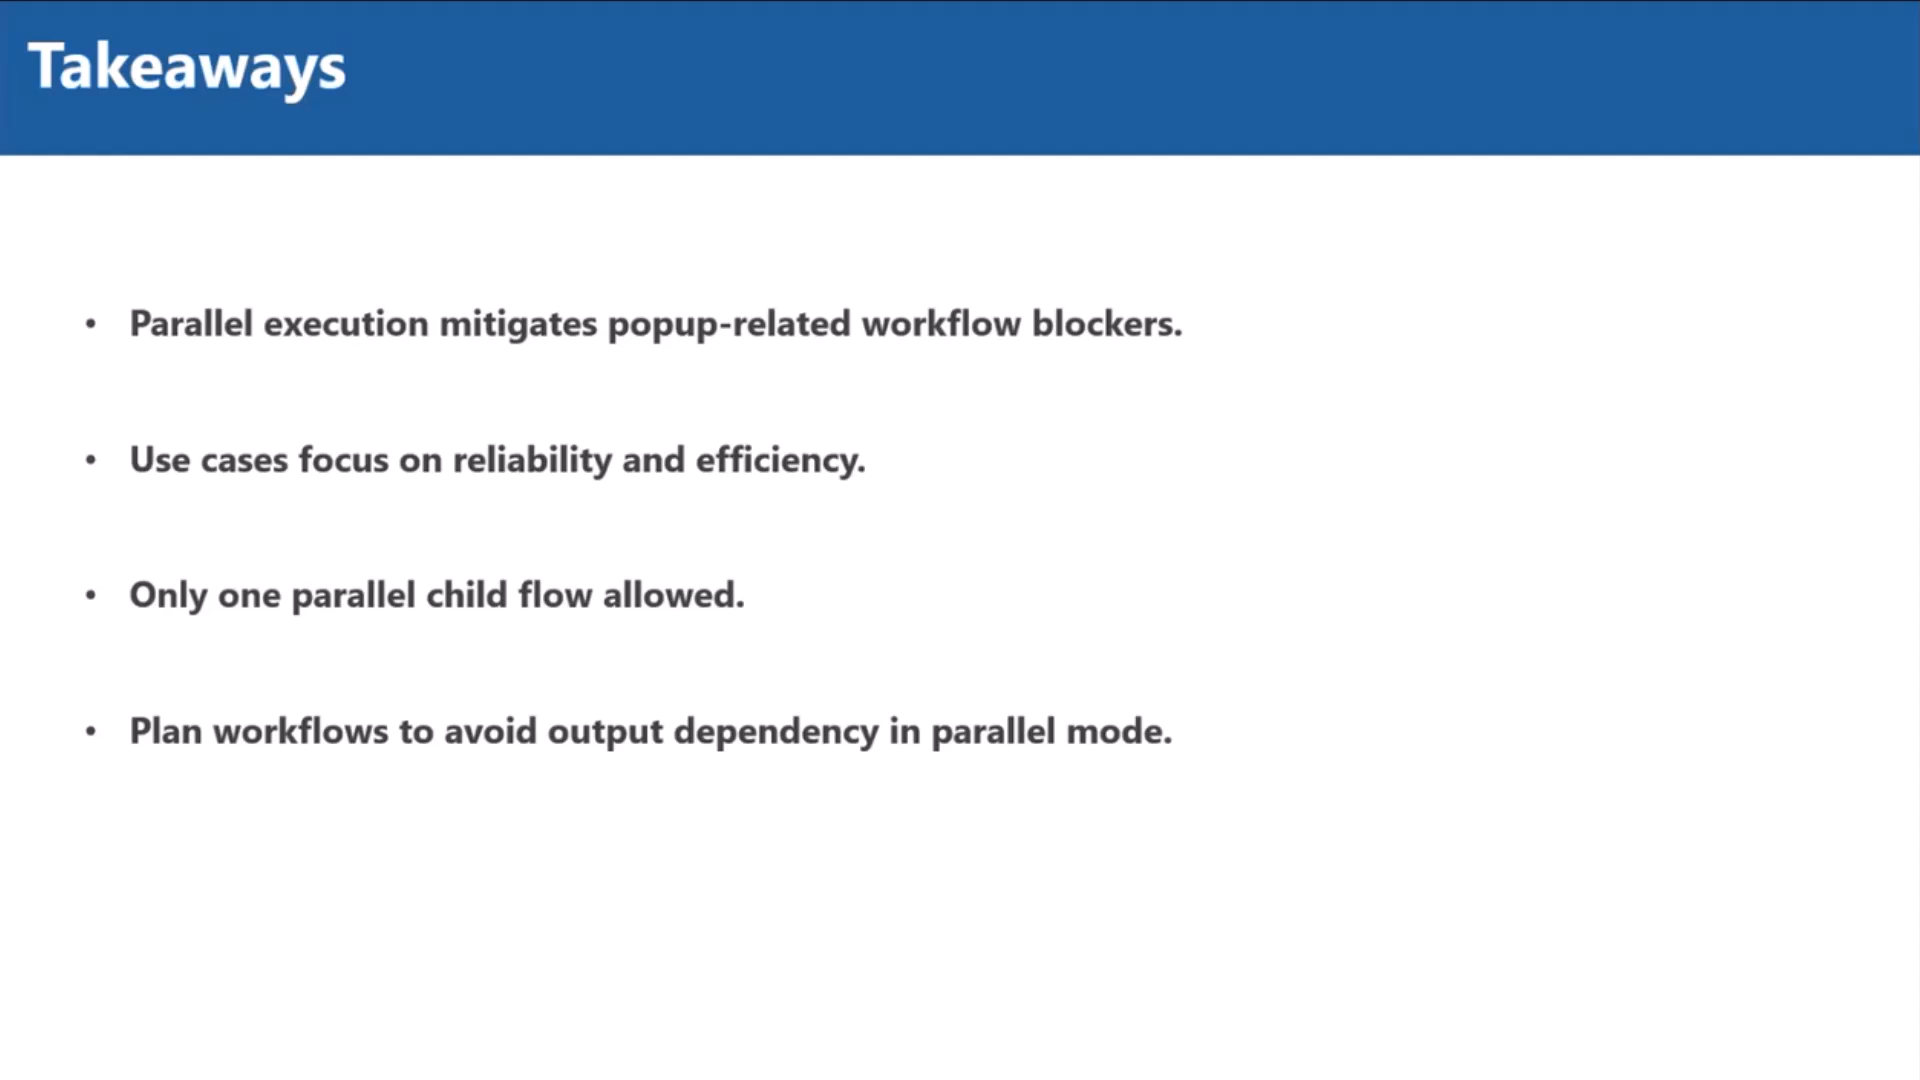 Takeaways
• Parallel execution mitigates popup-related workflow blockers.
• Use cases focus on reliability and efficiency.
• Only one parallel child flow allowed.
• Plan workflows to avoid output dependency in parallel mode.